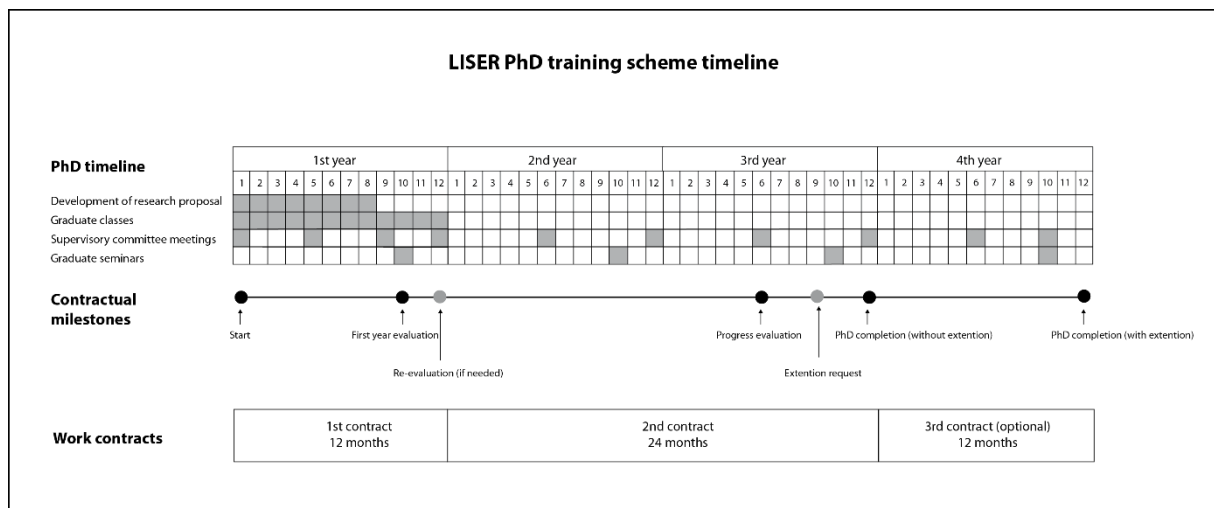 LISER PhD training scheme timeline
PhD timeline
1st year 2nd year 3rd year 4th year
1 2 3 4 5 6 7 8 9 10 11 12 1 2 3 4 5 6 7 8 9 10 11 12 1 2 3 4 5 6 7 8 9 10 11 12 1 2 3 4 5 6 7 8 9 10 11 12
Development of research proposal
Graduate classes
Supervisory committee meetings
Graduate seminars
Contractual
milestones
Start First year evaluation Progress evaluation PhD completion (without extention) PhD completion (with extention)
Re-evaluation (if needed) Extention request
Work contracts
1st contract 2nd contract 3rd contract (optional)
12 months 24 months 12 months